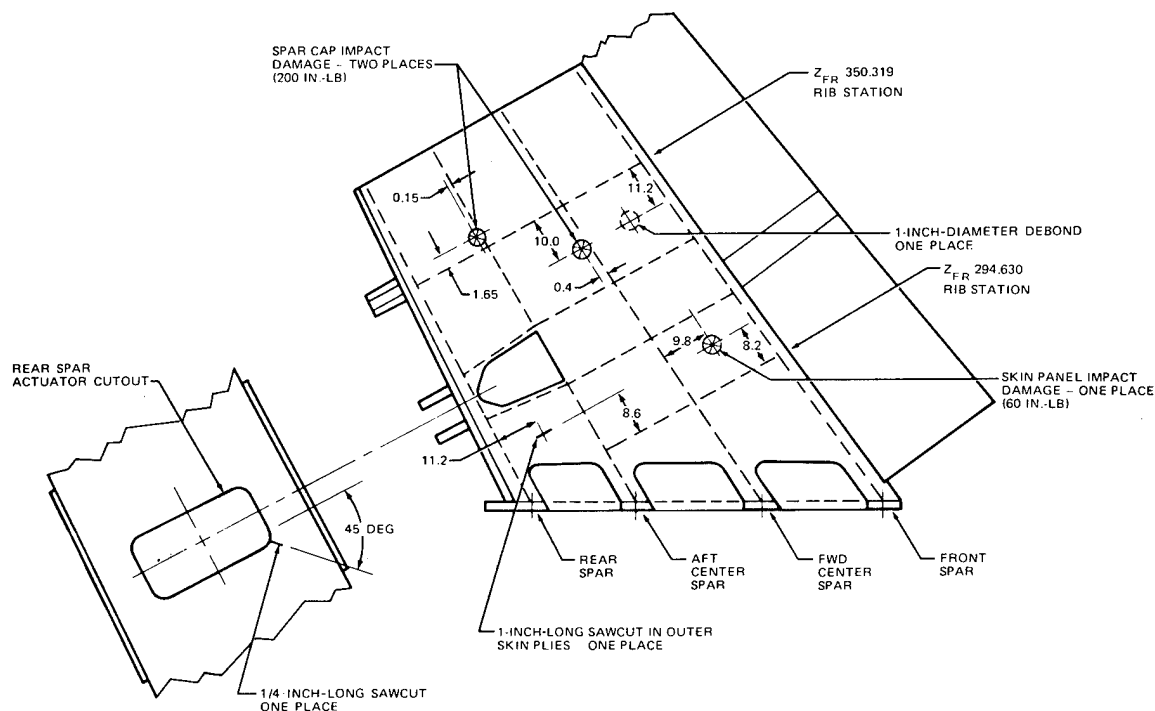 SPAR CAP IMPACT
DAMAGE – TWO PLACES
(200 IN.-LB)
Z_FR 350.319
RIB STATION
0.15
11.2
10.0
1-INCH-DIAMETER DEBOND
ONE PLACE
1.65
0.4
Z_FR 294.630
RIB STATION
9.8
8.2
REAR SPAR
ACTUATOR CUTOUT
SKIN PANEL IMPACT
DAMAGE – ONE PLACE
(60 IN.-LB)
8.6
11.2
45 DEG
REAR
SPAR
AFT
CENTER
SPAR
FWD
CENTER
SPAR
FRONT
SPAR
1-INCH-LONG SAWCUT IN OUTER
SKIN PLIES ONE PLACE
1/4-INCH-LONG SAWCUT
ONE PLACE